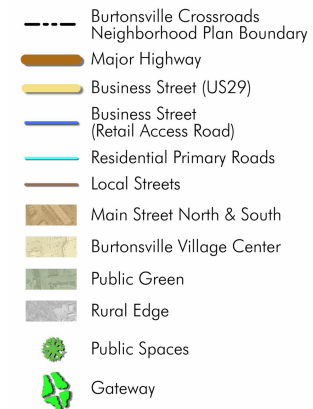 Burtonsville Crossroads
Neighborhood Plan Boundary
Major Highway
Business Street (US29)
Business Street
(Retail Access Road)
Residential Primary Roads
Local Streets
Main Street North & South
Burtonsville Village Center
Public Green
Rural Edge
Public Spaces
Gateway